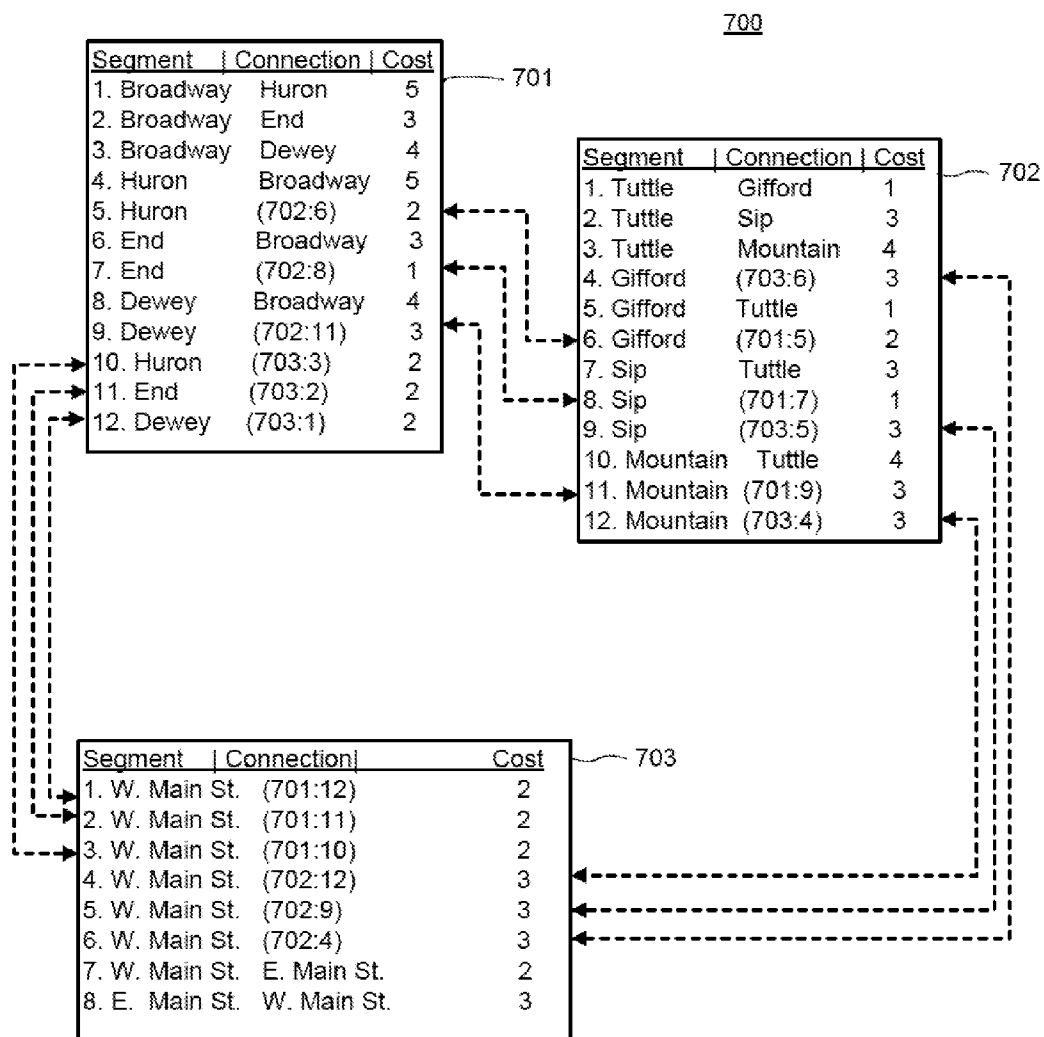 700
Segment | Connection | Cost
1. Broadway Huron 5
2. Broadway End 3
3. Broadway Dewey 4
4. Huron Broadway 5
5. Huron (702:6) 2
6. End Broadway 3
7. End (702:8) 1
8. Dewey Broadway 4
9. Dewey (702:11) 3
10. Huron (703:3) 2
11. End (703:2) 2
12. Dewey (703:1) 2
701
Segment | Connection | Cost
1. Tuttle Gifford 1
2. Tuttle Sip 3
3. Tuttle Mountain 4
4. Gifford (703:6) 3
5. Gifford Tuttle 1
6. Gifford (701:5) 2
7. Sip Tuttle 3
8. Sip (701:7) 1
9. Sip (703:5) 3
10. Mountain Tuttle 4
11. Mountain (701:9) 3
12. Mountain (703:4) 3
702
Segment | Connection| Cost
1. W. Main St. (701:12) 2
2. W. Main St. (701:11) 2
3. W. Main St. (701:10) 2
4. W. Main St. (702:12) 3
5. W. Main St. (702:9) 3
6. W. Main St. (702:4) 3
7. W. Main St. E. Main St. 2
8. E. Main St. W. Main St. 3
703